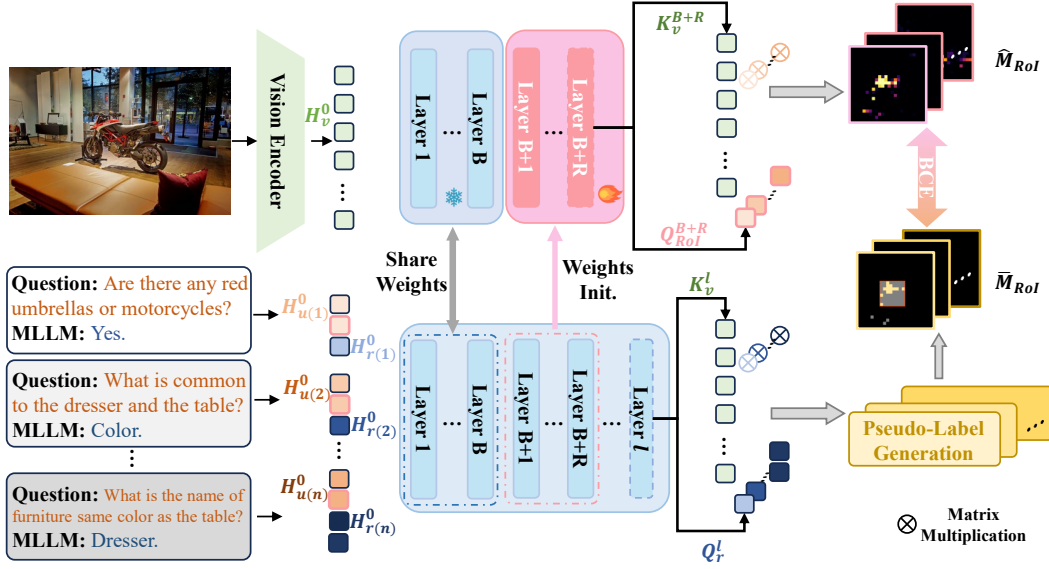 Vision Encoder
H_v^0
Layer 1
...
Layer B
Layer B+1
...
Layer B+R
K_v^{B+R}
Q_{RoI}^{B+R}
M̂_{RoI}
BCE
M̄_{RoI}
Share
Weights
Weights
Init.
Question: Are there any red
umbrellas or motorcycles?
MLLM: Yes.
H_{u(1)}^0
H_{r(1)}^0
Question: What is common
to the dresser and the table?
MLLM: Color.
H_{u(2)}^0
H_{r(2)}^0
Question: What is the name of
furniture same color as the table?
MLLM: Dresser.
H_{u(n)}^0
H_{r(n)}^0
Layer 1
...
Layer B
Layer B+1
...
Layer B+R
...
Layer l
K_v^l
Q_r^l
Pseudo-Label
Generation
Matrix
Multiplication